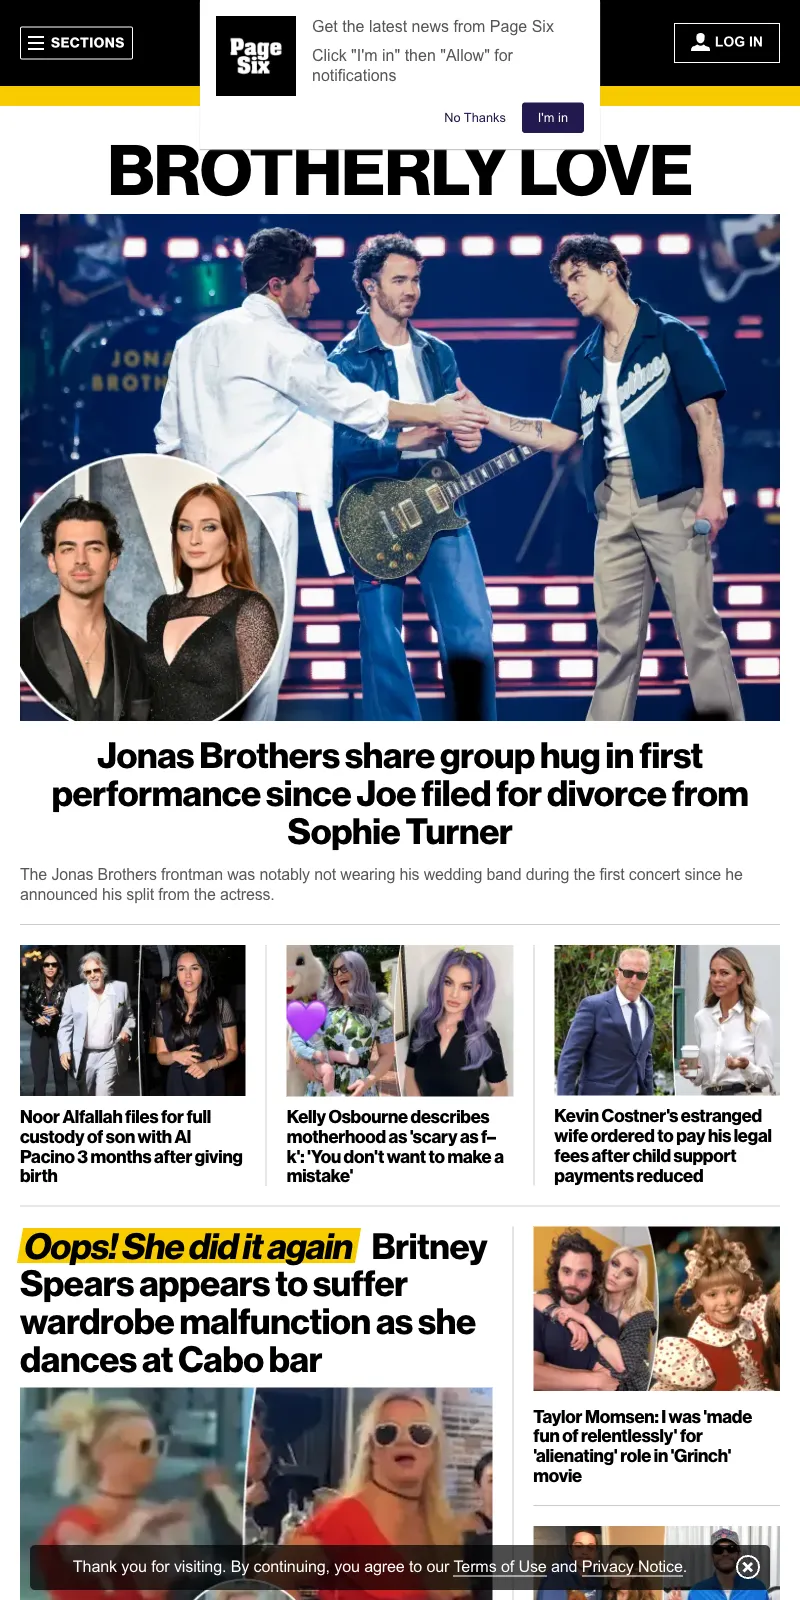 SECTIONS
Page
Six
Get the latest news from Page Six
Click "I'm in" then "Allow" for
notifications
No Thanks
I'm in
LOG IN
BROTHERLY LOVE
JONA
BROTH
Jonas Brothers share group hug in first
performance since Joe filed for divorce from
Sophie Turner
The Jonas Brothers frontman was notably not wearing his wedding band during the first concert since he
announced his split from the actress.
Noor Alfallah files for full
custody of son with Al
Pacino 3 months after giving
birth
Kelly Osbourne describes
motherhood as 'scary as f–
k': 'You don't want to make a
mistake'
Kevin Costner's estranged
wife ordered to pay his legal
fees after child support
payments reduced
Oops! She did it again Britney
Spears appears to suffer
wardrobe malfunction as she
dances at Cabo bar
Taylor Momsen: I was 'made
fun of relentlessly' for
'alienating' role in 'Grinch'
movie
Thank you for visiting. By continuing, you agree to our Terms of Use and Privacy Notice.